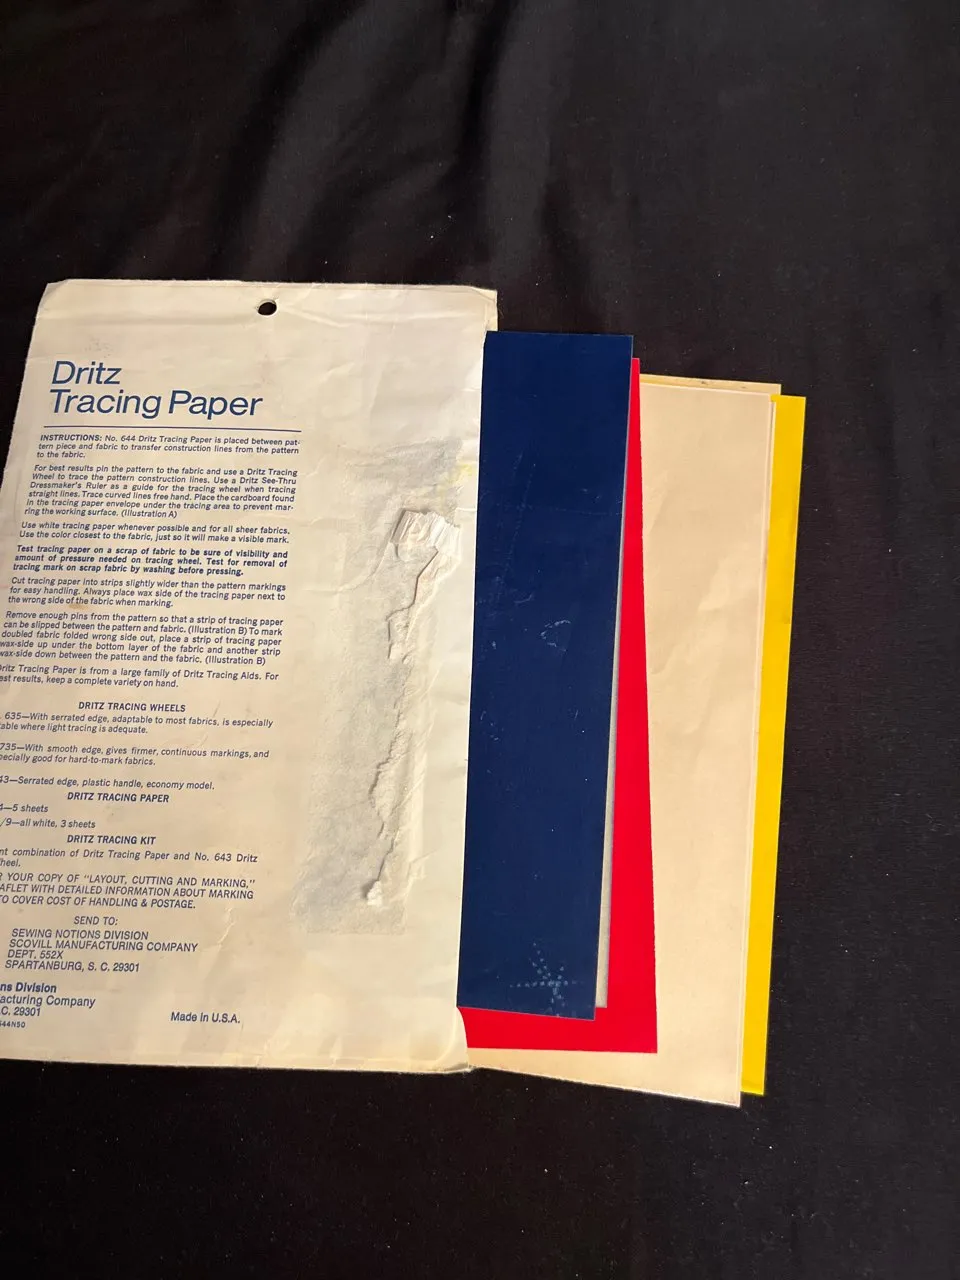 Dritz
Tracing Paper
INSTRUCTIONS: No. 644 Dritz Tracing Paper is placed between pat-
tern piece and fabric to transfer construction lines from the pattern
to the fabric.
For best results pin the pattern to the fabric and use a Dritz Tracing
Wheel to trace the pattern construction lines. Use a Dritz See-Thru
Dressmaker's Ruler as a guide for the tracing wheel when tracing
straight lines. Trace curved lines free hand. Place the cardboard found
in the tracing paper envelope under the tracing area to prevent mar-
ring the working surface. (Illustration A)
Use white tracing paper whenever possible and for all sheer fabrics.
Use the color closest to the fabric, just so it will make a visible mark.
Test tracing paper on a scrap of fabric to be sure of visibility and
amount of pressure needed on tracing wheel. Test for removal of
tracing mark on scrap fabric by washing before pressing.
Cut tracing paper into strips slightly wider than the pattern markings
for easy handling. Always place wax side of the tracing paper next to
the wrong side of the fabric when marking.
Remove enough pins from the pattern so that a strip of tracing paper
can be slipped between the pattern and fabric. (Illustration B) To mark
doubled fabric folded wrong side out, place a strip of tracing paper
wax-side up under the bottom layer of the fabric and another strip
wax-side down between the pattern and the fabric. (Illustration B)
ritz Tracing Paper is from a large family of Dritz Tracing Aids. For
est results, keep a complete variety on hand.
DRITZ TRACING WHEELS
635—With serrated edge, adaptable to most fabrics, is especially
able where light tracing is adequate.
735—With smooth edge, gives firmer, continuous markings, and
pecially good for hard-to-mark fabrics.
43—Serrated edge, plastic handle, economy model.
DRITZ TRACING PAPER
4—5 sheets
/9—all white, 3 sheets
DRITZ TRACING KIT
nt combination of Dritz Tracing Paper and No. 643 Dritz
heel.
R YOUR COPY OF "LAYOUT, CUTTING AND MARKING,"
AFLET WITH DETAILED INFORMATION ABOUT MARKING
TO COVER COST OF HANDLING & POSTAGE.
SEND TO:
SEWING NOTIONS DIVISION
SCOVILL MANUFACTURING COMPANY
DEPT. 552X
SPARTANBURG, S. C. 29301
ns Division
facturing Company
.C. 29301
644NSO
Made in U.S.A.